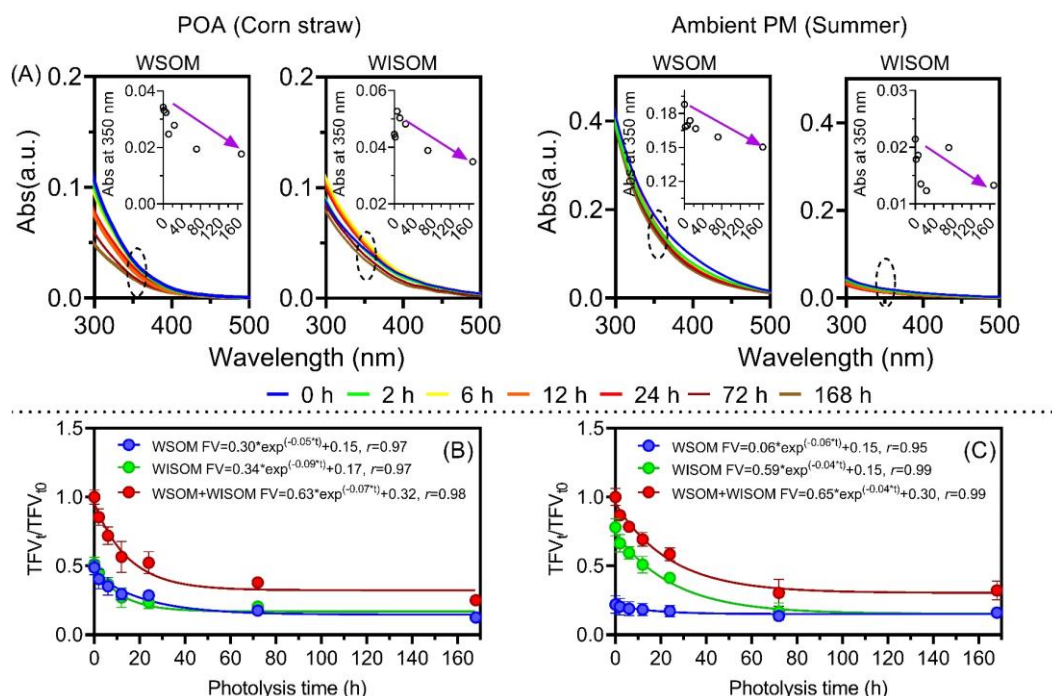 POA (Corn straw)
Ambient PM (Summer)
(A)
WSOM
WISOM
WSOM
WISOM
Abs(a.u.)
0.2
0.1
0.0
Abs at 350 nm
0.04
0.02
0.00
0 40 80 120 160
300 400 500
Wavelength (nm)
0.2
0.1
0.0
Abs at 350 nm
0.06
0.04
0.02
0 40 80 120 160
300 400 500
Abs(a.u.)
0.4
0.2
0.0
Abs at 350 nm
0.18
0.15
0.12
0 40 80 120 160
300 400 500
Wavelength (nm)
0.4
0.2
0.0
Abs at 350 nm
0.03
0.02
0.01
0 40 80 120 160
300 400 500
0 h 2 h 6 h 12 h 24 h 72 h 168 h
(B)
WSOM FV=0.30*exp(-0.05*t)+0.15, r=0.97
WISOM FV=0.34*exp(-0.09*t)+0.17, r=0.97
WSOM+WISOM FV=0.63*exp(-0.07*t)+0.32, r=0.98
TFVt/TFVt0
1.5
1.0
0.5
0.0
0 20 40 60 80 100 120 140 160
Photolysis time (h)
(C)
WSOM FV=0.06*exp(-0.06*t)+0.15, r=0.95
WISOM FV=0.59*exp(-0.04*t)+0.15, r=0.99
WSOM+WISOM FV=0.65*exp(-0.04*t)+0.30, r=0.99
TFVt/TFVt0
1.5
1.0
0.5
0.0
0 20 40 60 80 100 120 140 160
Photolysis time (h)